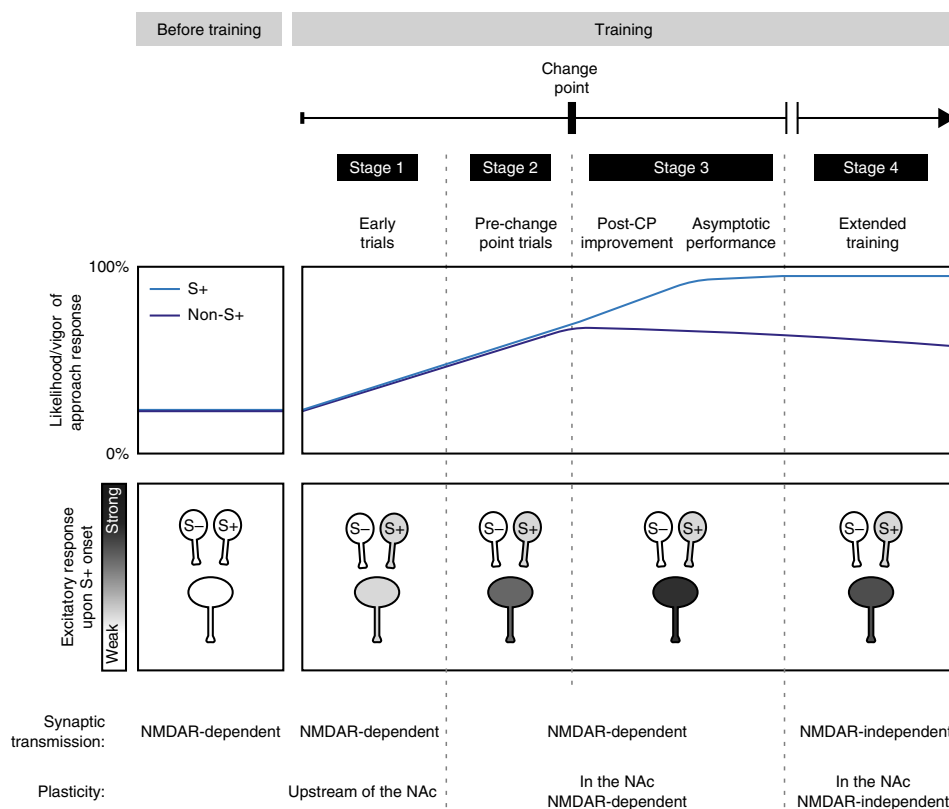 Before training
Training
Change
point
Stage 1
Stage 2
Stage 3
Stage 4
Early
trials
Pre-change
point trials
Post-CP
improvement
Asymptotic
performance
Extended
training
Likelihood/vigor of
approach response
100%
0%
S+
Non-S+
Excitatory response
upon S+ onset
Strong
Weak
S–
S+
S–
S+
S–
S+
S–
S+
S–
S+
Synaptic
transmission:
NMDAR-dependent
NMDAR-dependent
NMDAR-dependent
NMDAR-independent
Plasticity:
Upstream of the NAc
In the NAc
NMDAR-dependent
In the NAc
NMDAR-independent